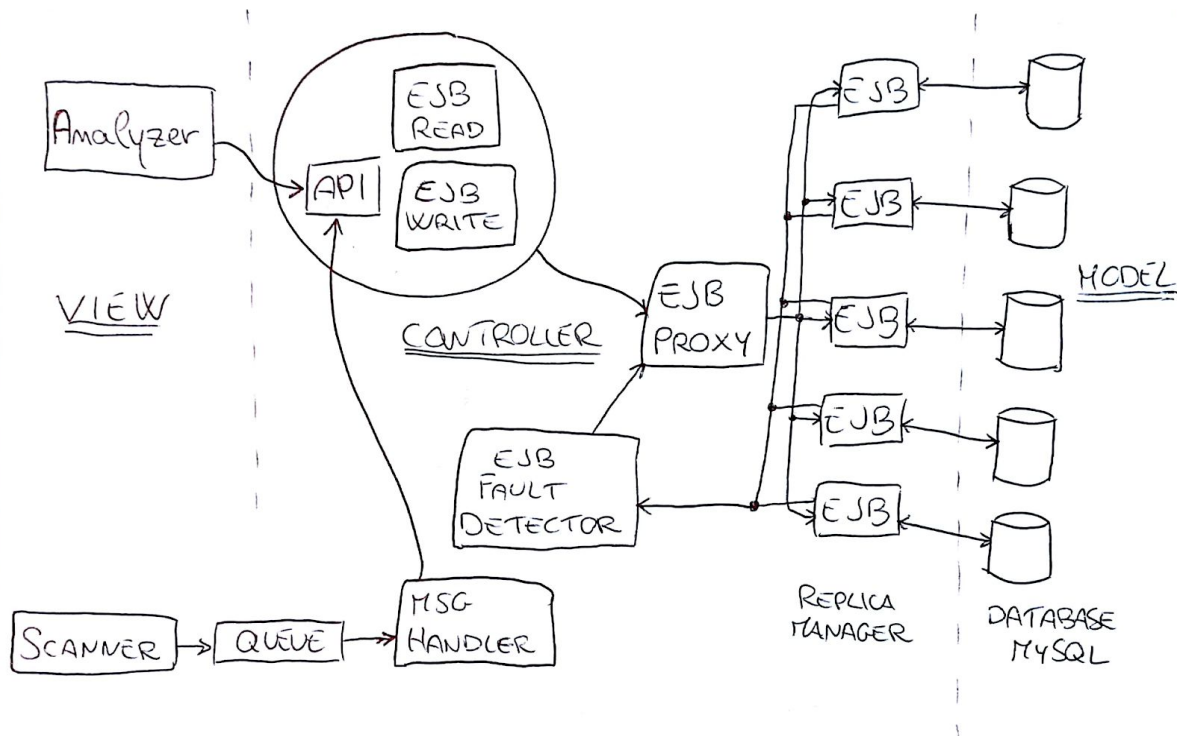 Analyzer
VIEW
API
EJB
READ
EJB
WRITE
CONTROLLER
EJB
PROXY
EJB
FAULT
DETECTOR
SCANNER
QUEUE
MSG
HANDLER
EJB
EJB
EJB
EJB
EJB
REPLICA
MANAGER
MODEL
DATABASE
MySQL